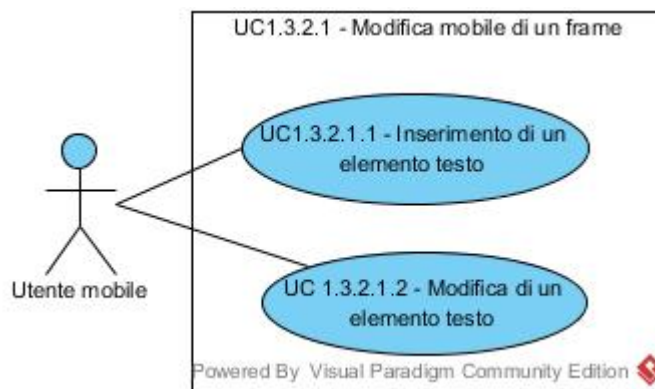 UC1.3.2.1 - Modifica mobile di un frame
UC1.3.2.1.1 - Inserimento di un
elemento testo
Utente mobile
UC 1.3.2.1.2 - Modifica di un
elemento testo
Powered By Visual Paradigm Community Edition